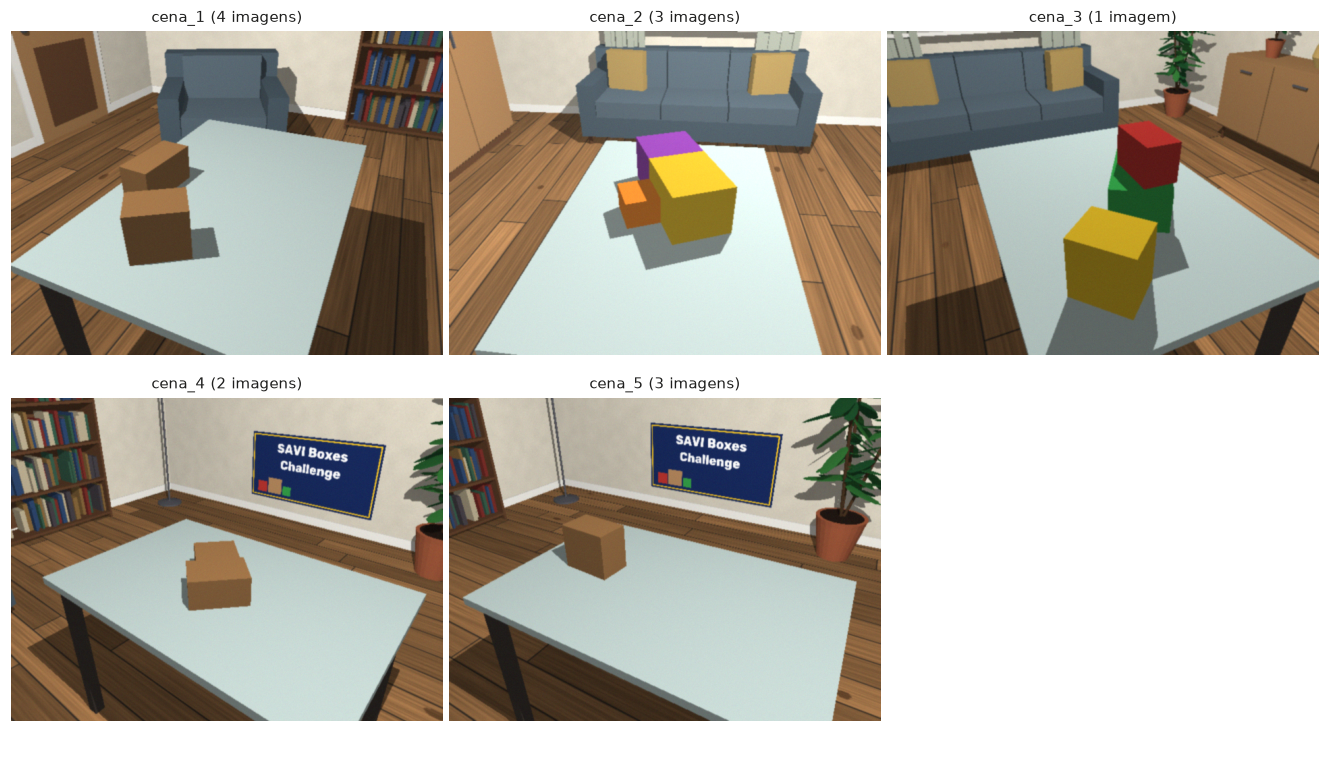 cena_1 (4 imagens)
cena_2 (3 imagens)
cena_3 (1 imagem)
cena_4 (2 imagens)
SAVI Boxes
Challenge
cena_5 (3 imagens)
SAVI Boxes
Challenge